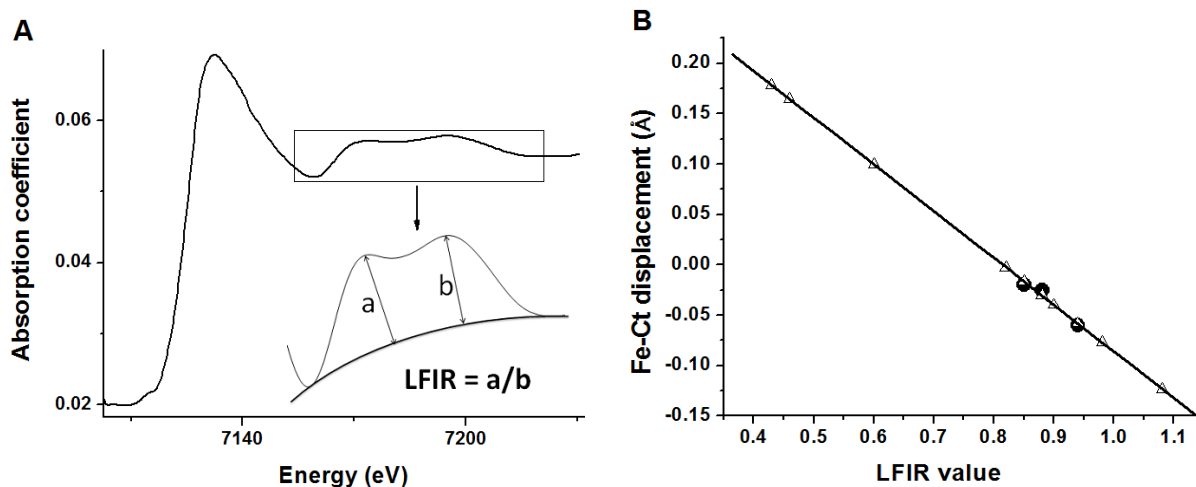 A
Absorption coefficient
0.06
0.04
0.02
7140
7200
Energy (eV)
a
b
LFIR = a/b
B
Fe-Ct displacement (Å)
0.20
0.15
0.10
0.05
0.00
-0.05
-0.10
-0.15
0.4 0.5 0.6 0.7 0.8 0.9 1.0 1.1
LFIR value